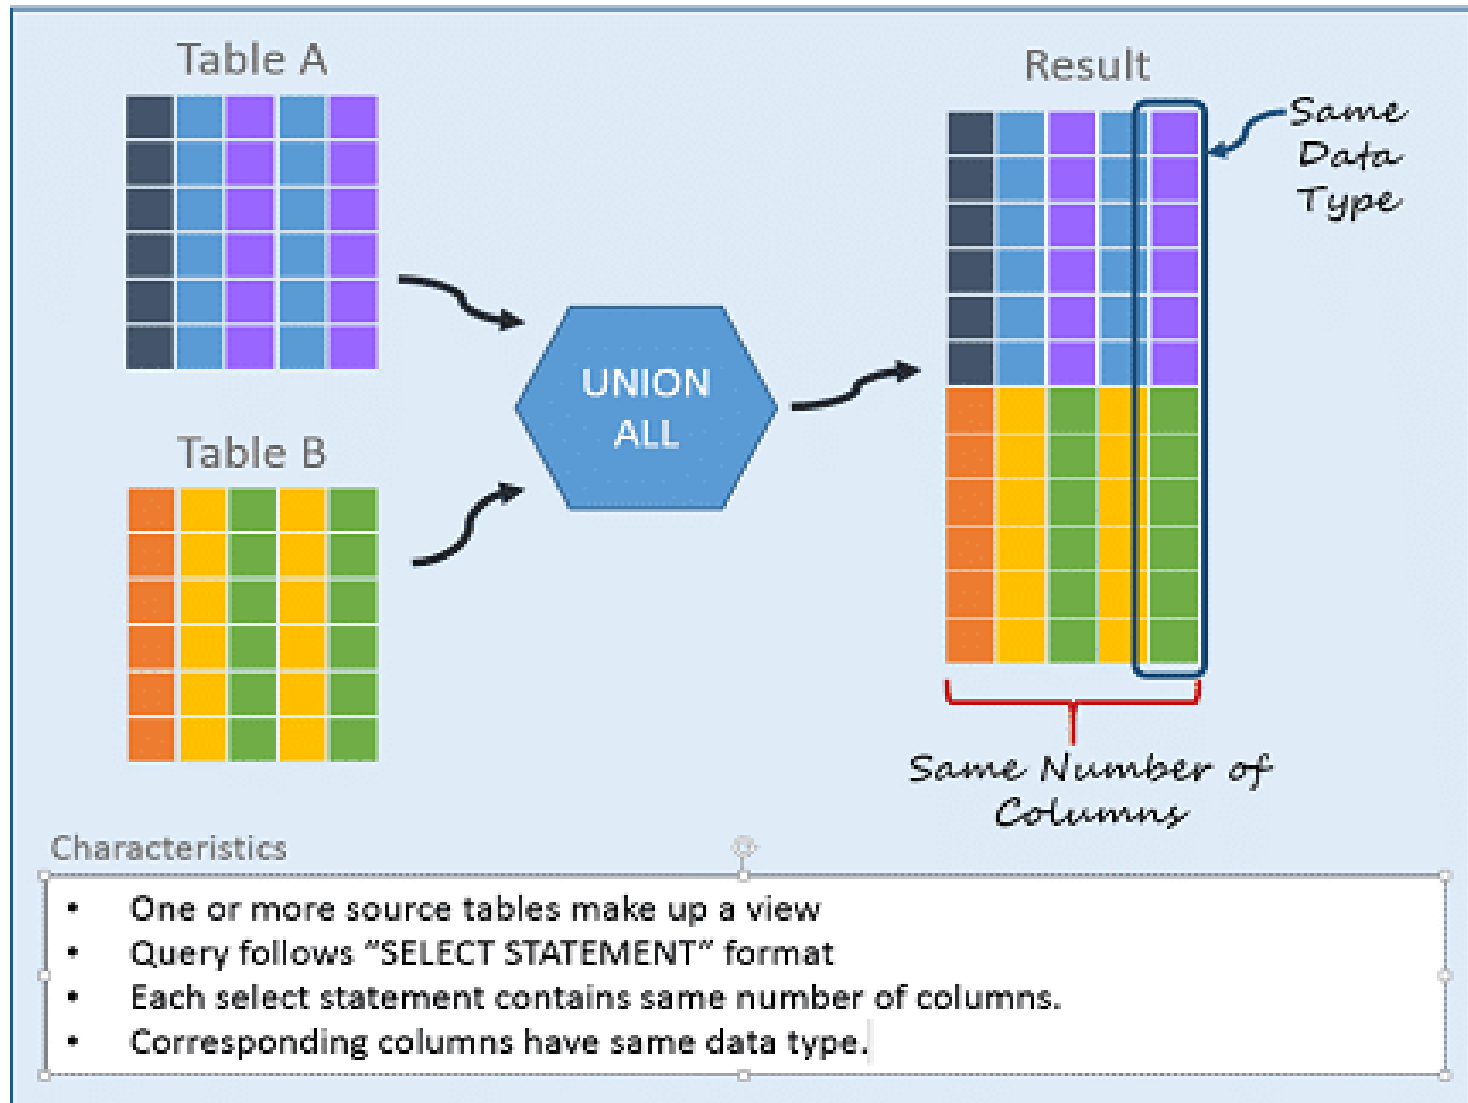 Table A
Result
Same
Data
Type
UNION
ALL
Table B
Same Number of
Columns
Characteristics
• One or more source tables make up a view
• Query follows “SELECT STATEMENT” format
• Each select statement contains same number of columns.
• Corresponding columns have same data type.